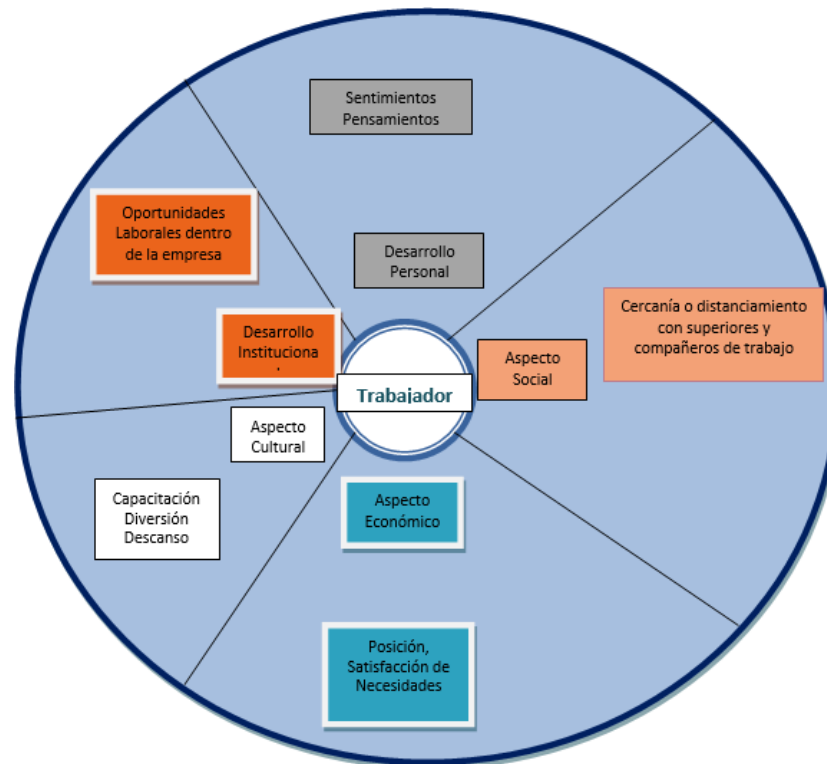 Sentimientos
Pensamientos
Oportunidades
Laborales dentro
de la empresa
Desarrollo
Personal
Cercanía o distanciamiento
con superiores y
compañeros de trabajo
Desarrollo
Instituciona
Aspecto
Social
Trabajador
Aspecto
Cultural
Capacitación
Diversión
Descanso
Aspecto
Económico
Posición,
Satisfacción de
Necesidades